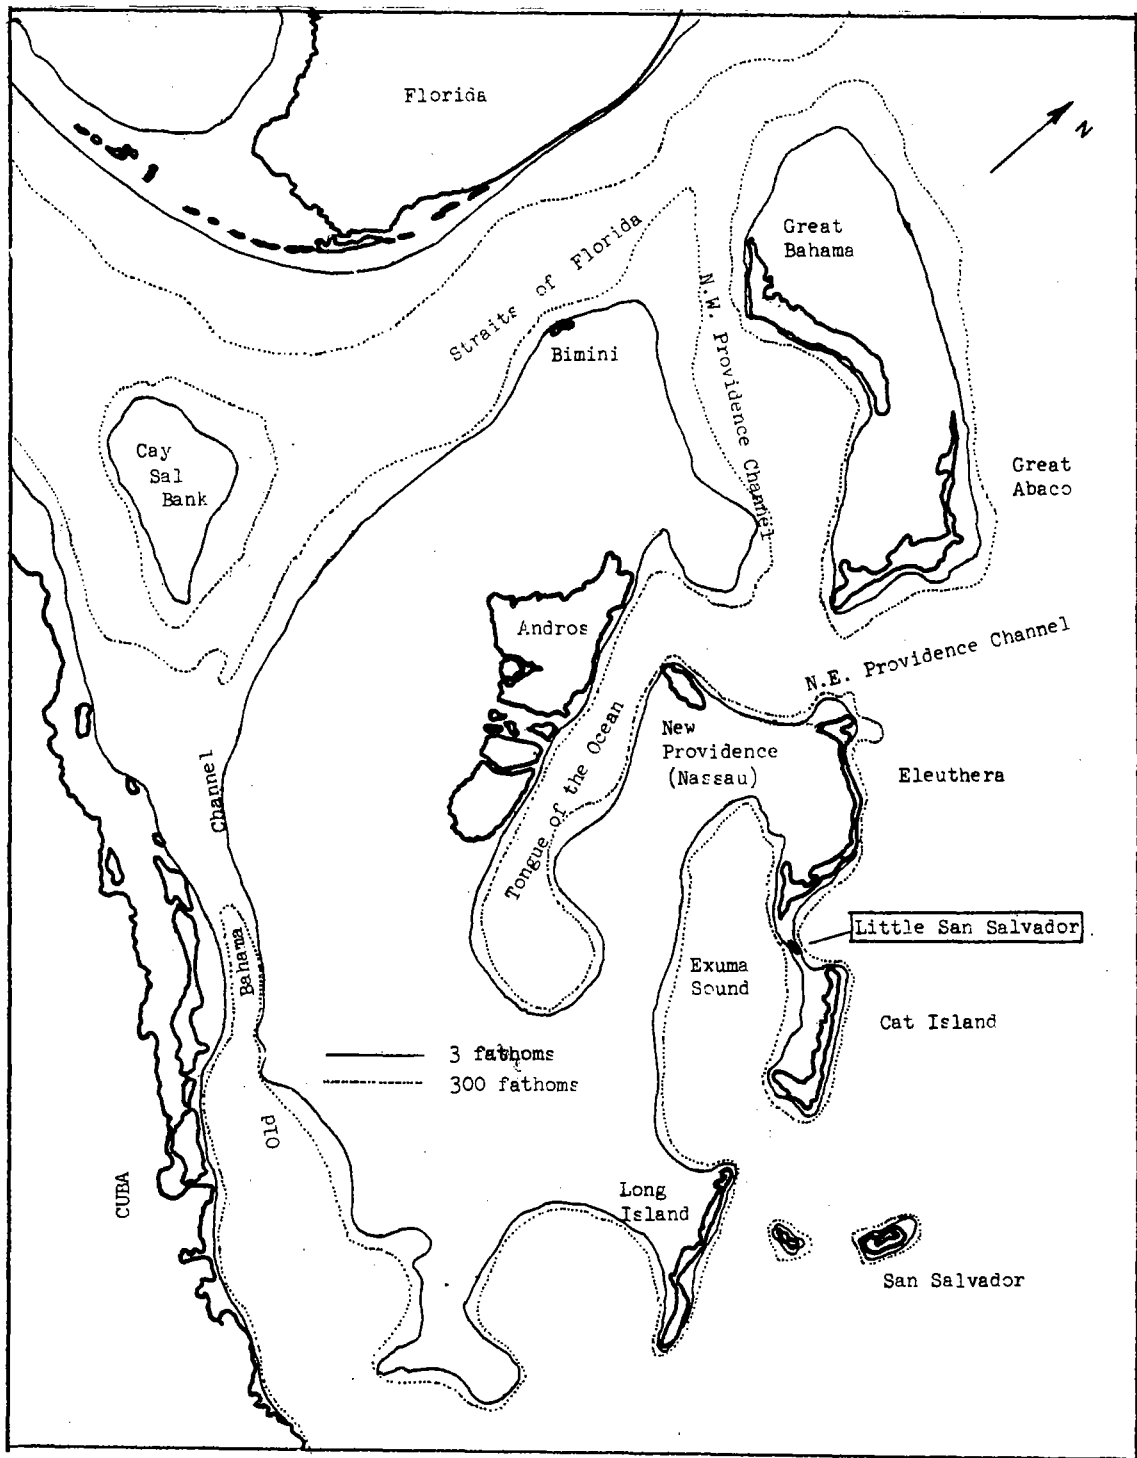 Florida
N
Great
Bahama
Straits of Florida
N.W. Providence Channel
Bimini
Cay
Sal
Bank
Great
Abaco
Andros
N.E. Providence Channel
New
Providence
(Nassau)
Tongue of the Ocean
Eleuthera
Channel
Little San Salvador
Bahama
Exuma
Sound
Cat Island
3 fathoms
300 fathoms
Old
CUBA
Long
Island
San Salvador